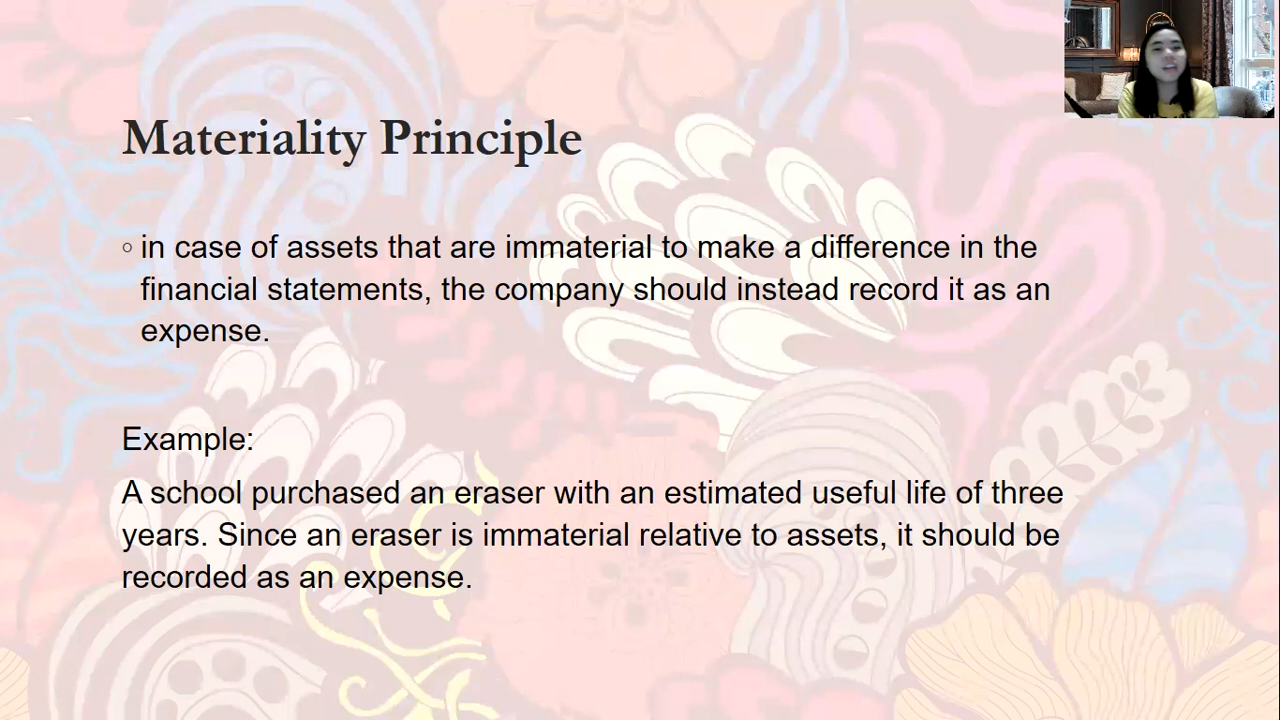 Materiality Principle
◦ in case of assets that are immaterial to make a difference in the
financial statements, the company should instead record it as an
expense.
Example:
A school purchased an eraser with an estimated useful life of three
years. Since an eraser is immaterial relative to assets, it should be
recorded as an expense.